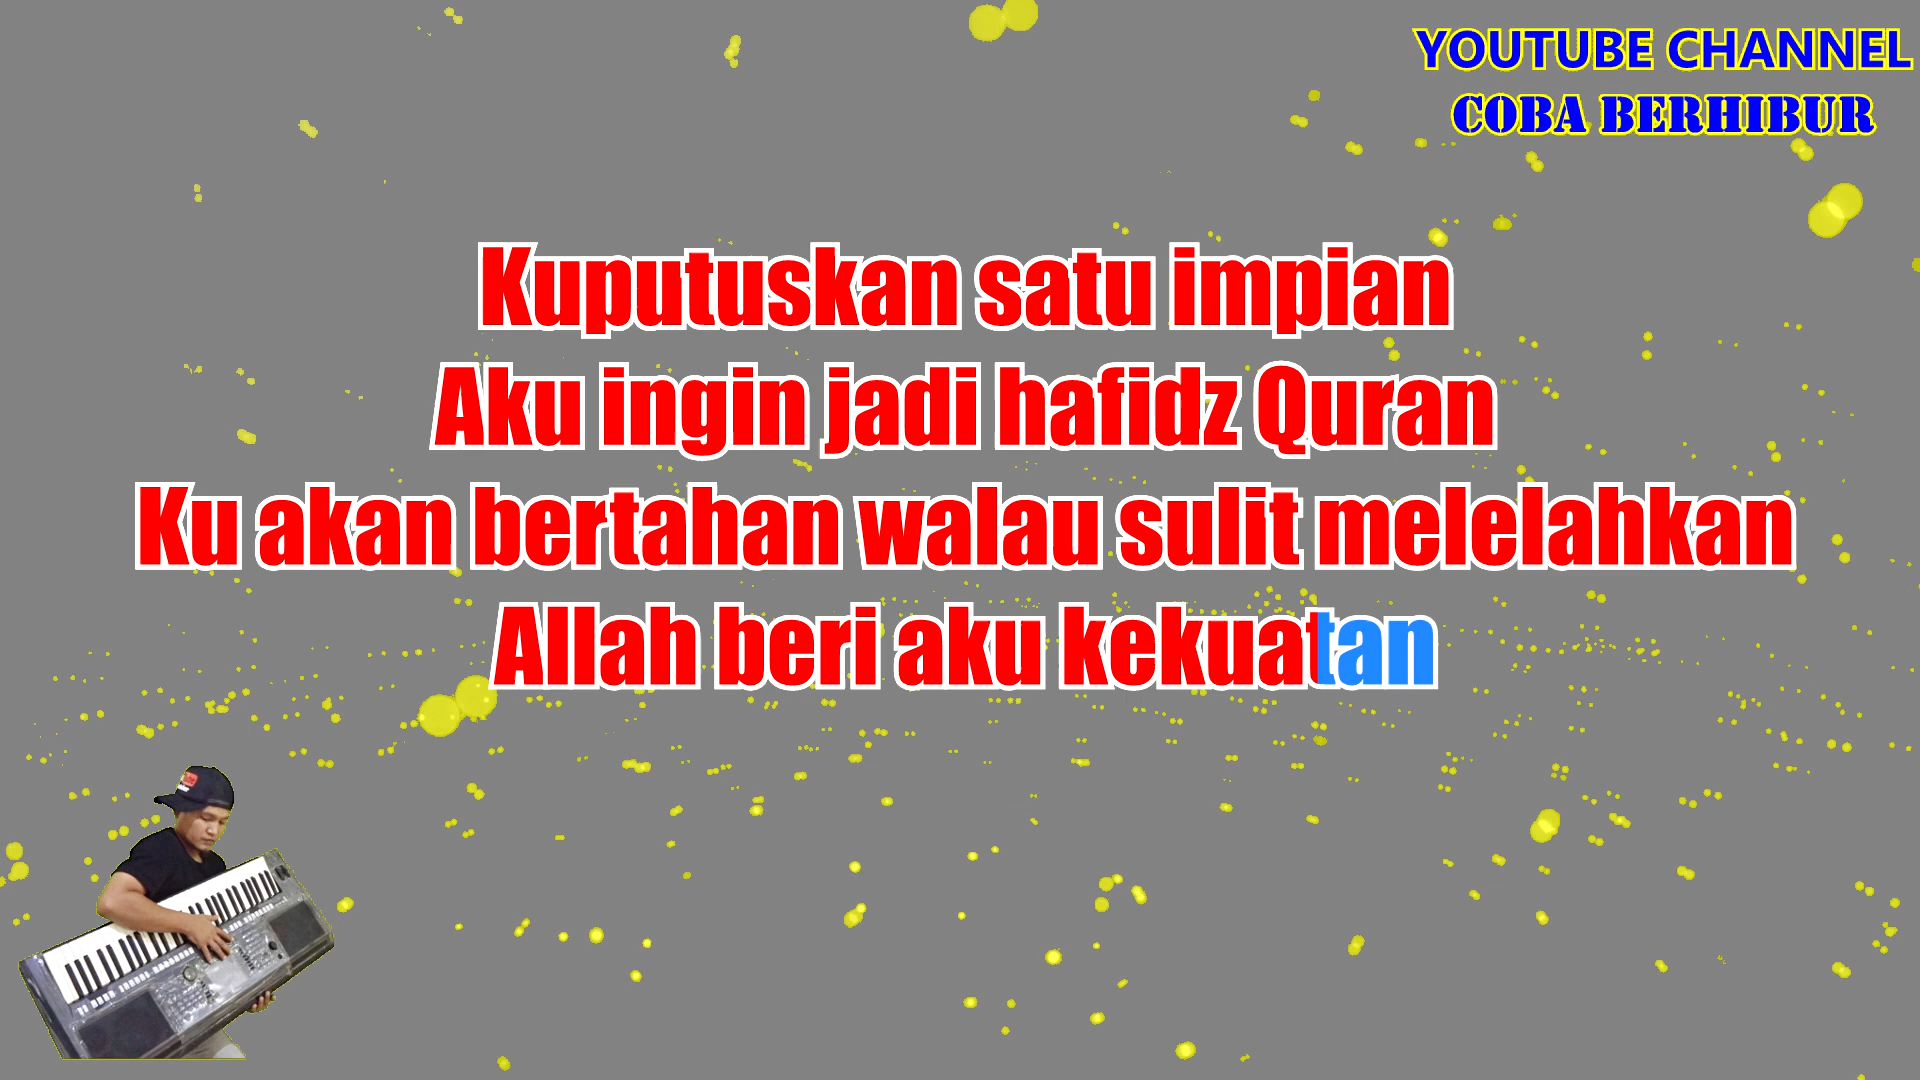 YOUTUBE CHANNEL
COBA BERHIBUR
Kuputuskan satu impian
Aku ingin jadi hafidz Quran
Ku akan bertahan walau sulit melelahkan
Allah beri aku kekuatan